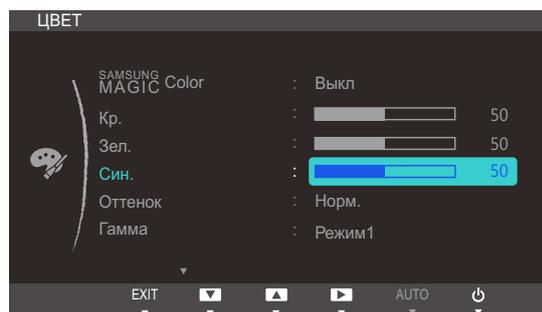 ЦВЕТ
SAMSUNG MAGIC Color : Выкл
Кр. : 50
Зел. : 50
Син. : 50
Оттенок : Норм.
Гамма : Режим1
EXIT AUTO